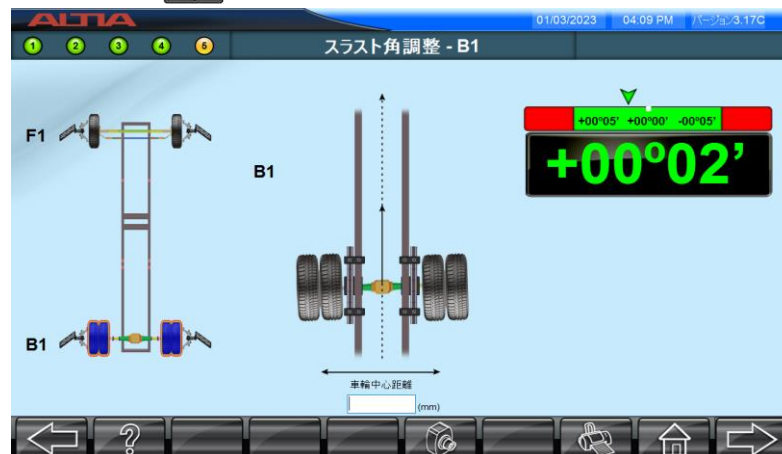 ALTIA
01/03/2023 04:09 PM バージョン3.17C
1 2 3 4 5 スラスト角調整 - B1
F1
B1
+00°05' +00°00' -00°05'
+00º02’
B1
車輪中心距離
(mm)
?